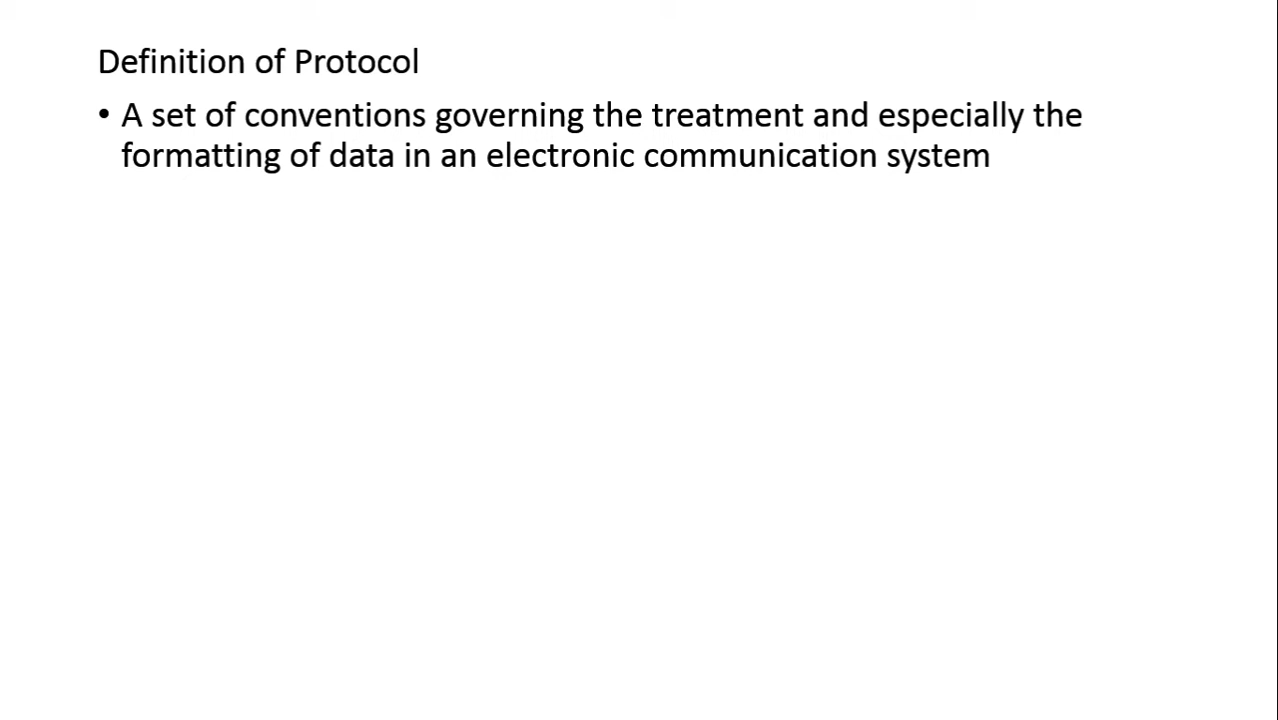 Definition of Protocol
• A set of conventions governing the treatment and especially the
formatting of data in an electronic communication system